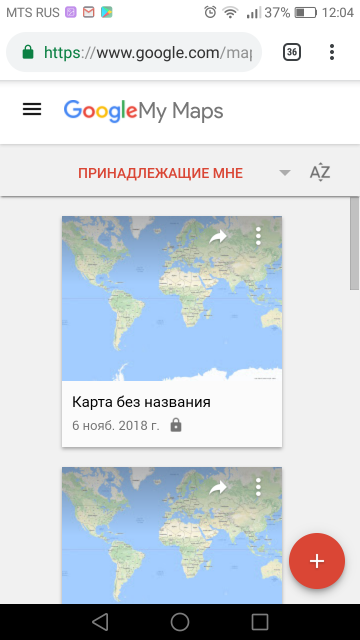 MTS RUS 37% 12:04
https://www.google.com/map
36
Google My Maps
ПРИНАДЛЕЖАЩИЕ МНЕ AZ
Карта без названия
6 нояб. 2018 г.